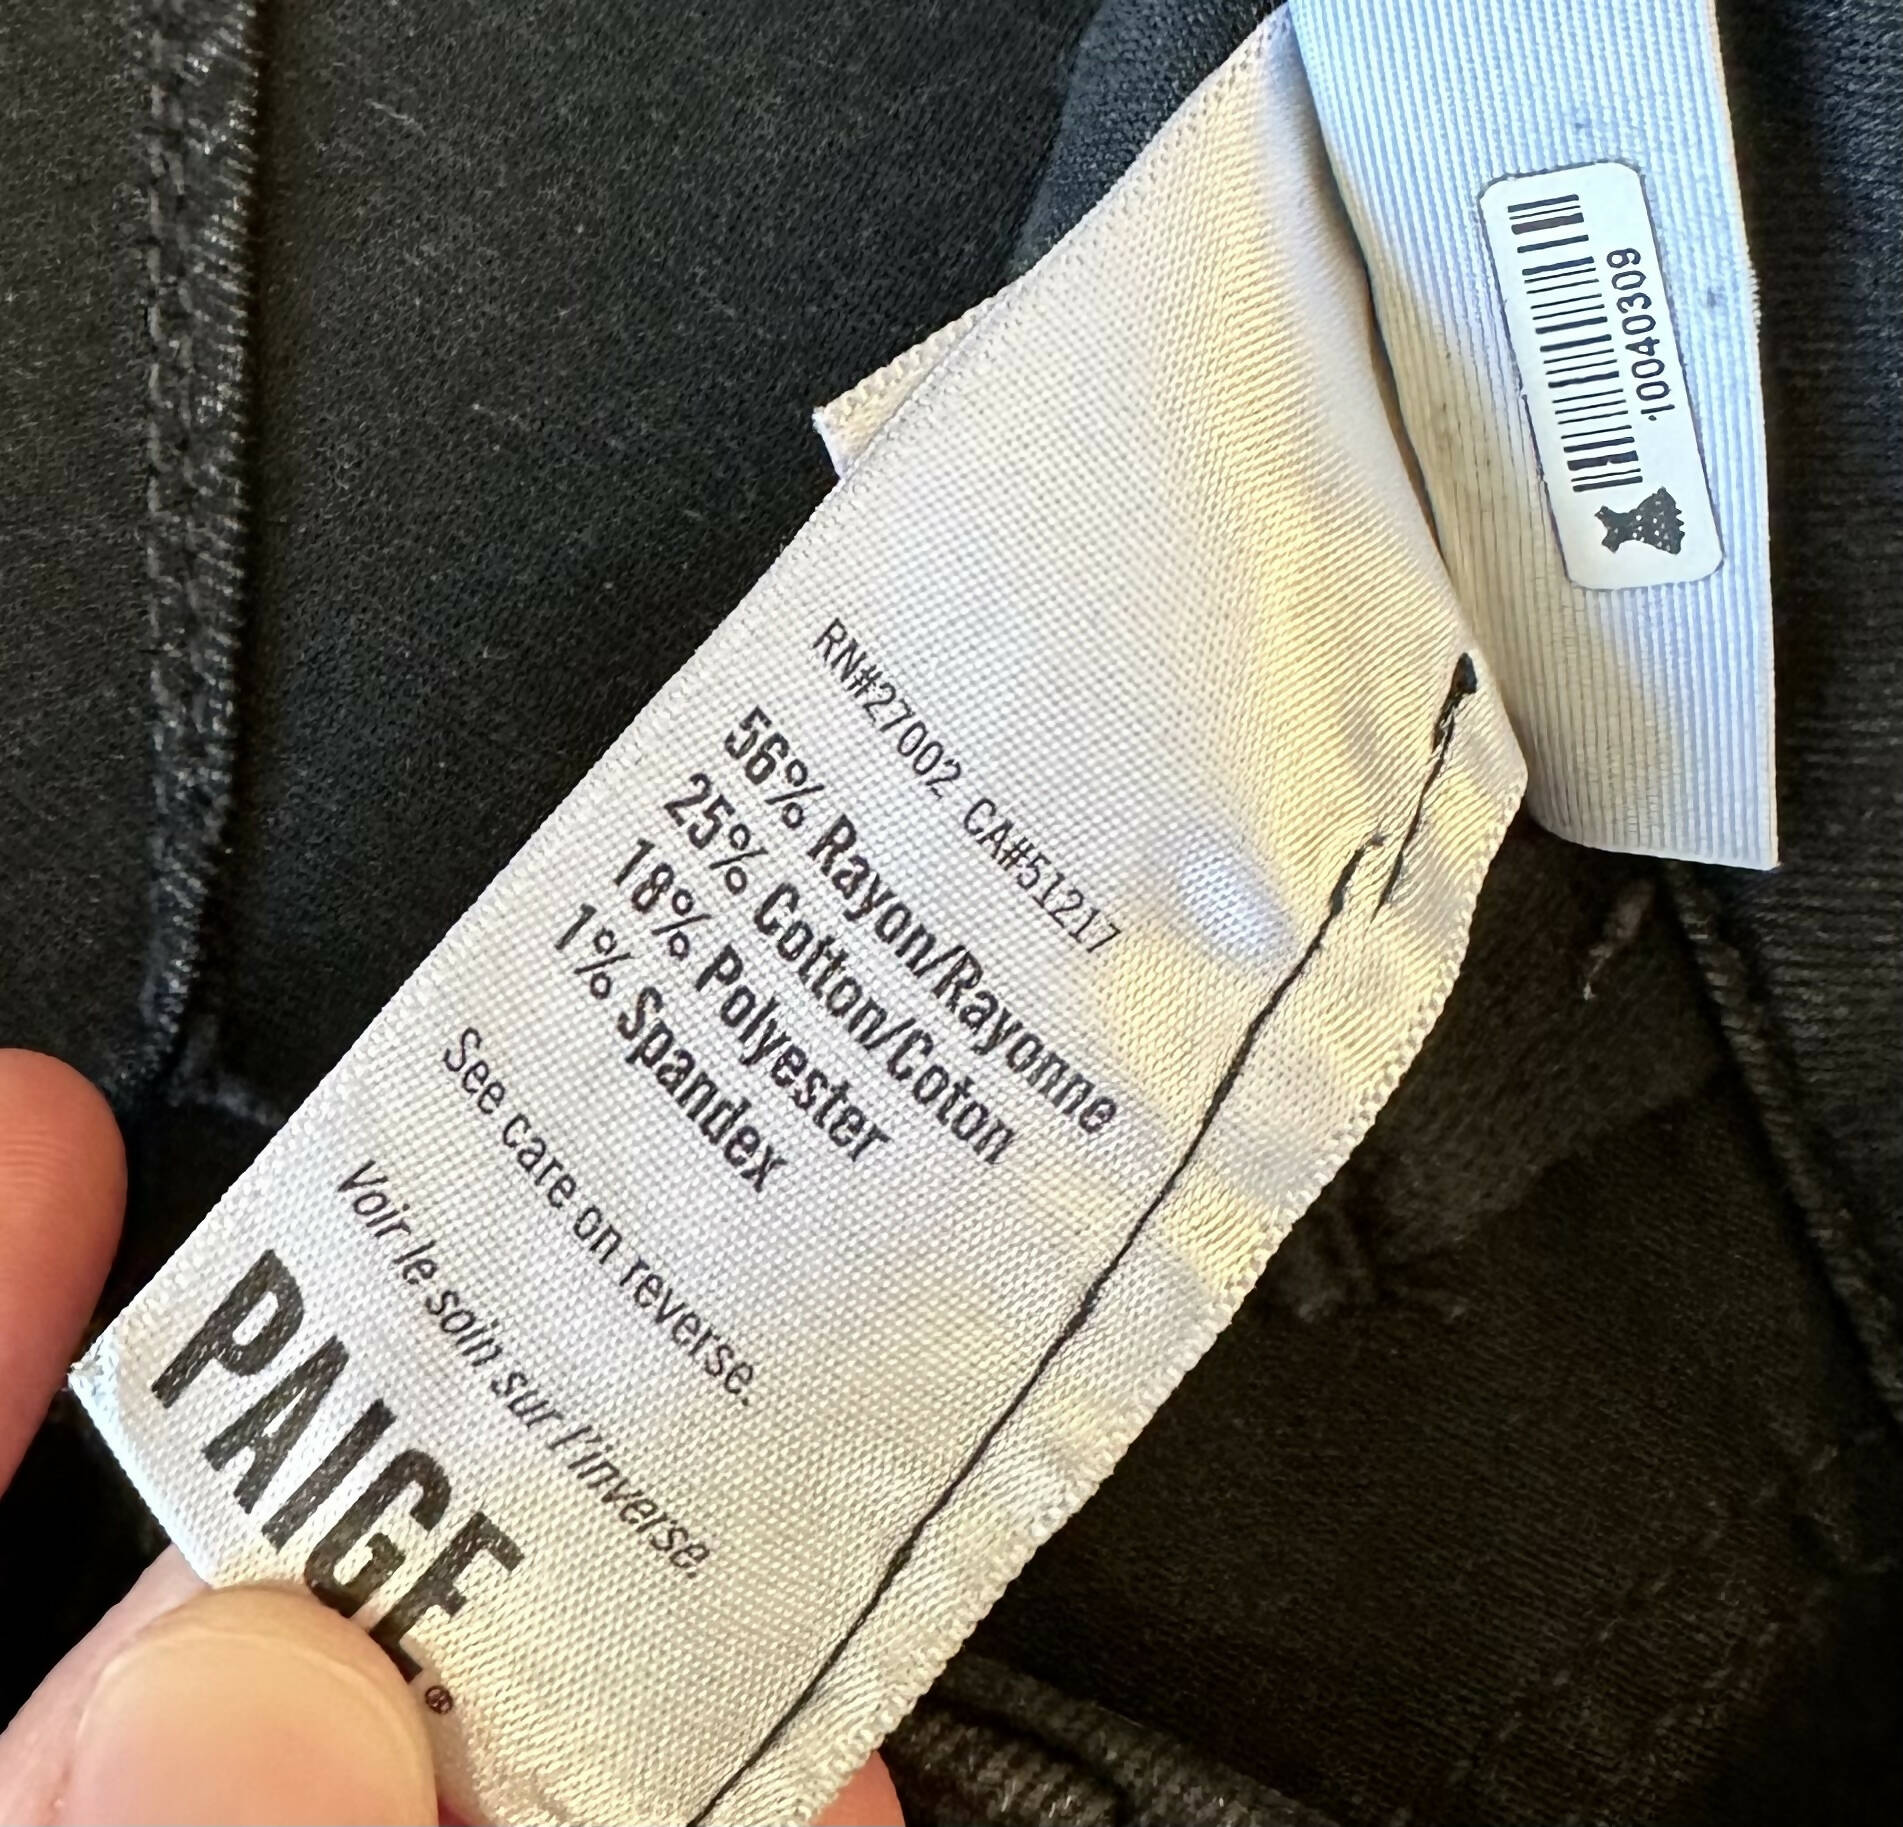 RN#27002 CA#51217
56% Rayon/Rayonne
25% Cotton/Coton
18% Polyester
1% Spandex
See care on reverse.
Voir le soin sur l'inverse.
PAIGE®
10040309